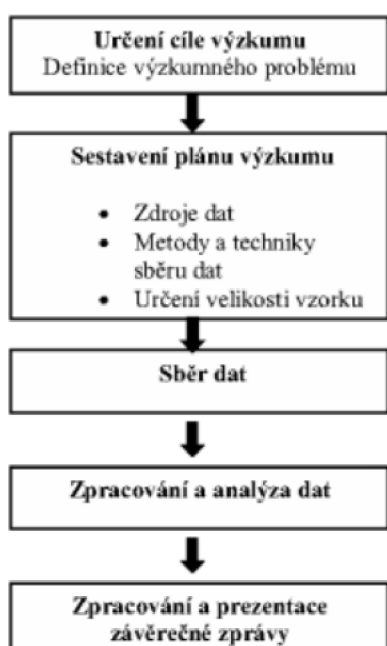 Určení cíle výzkumu
Definice výzkumného problému
Sestavení plánu výzkumu
• Zdroje dat
• Metody a techniky
sběru dat
• Určení velikosti vzorku
Sběr dat
Zpracování a analýza dat
Zpracování a prezentace
závěrečné zprávy